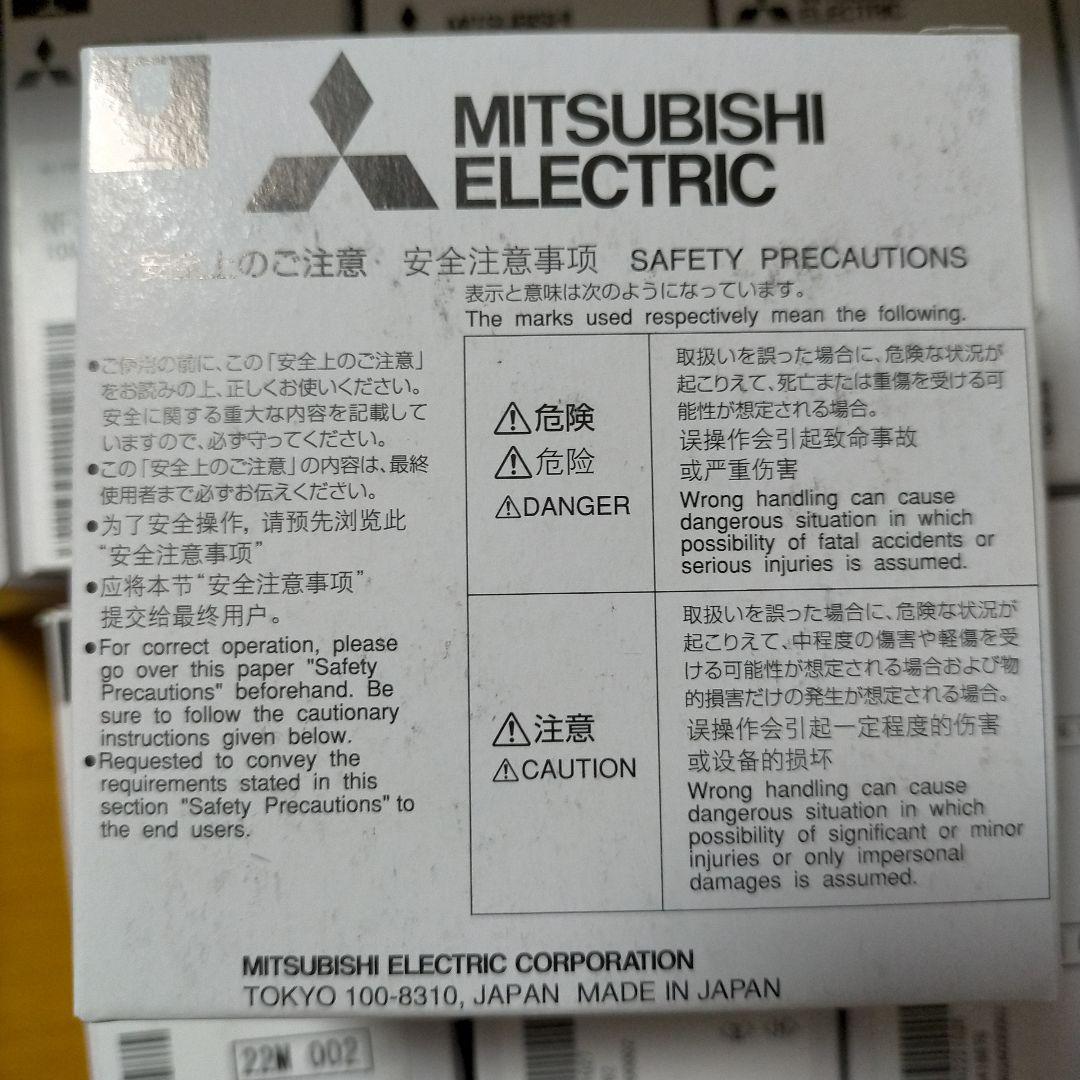 MITSUBISHI
ELECTRIC
MITSUBISHI
ELECTRIC
安全上のご注意 安全注意事项 SAFETY PRECAUTIONS
表示と意味は次のようになっています。
The marks used respectively mean the following.
●ご使用の前に、この「安全上のご注意」
をお読みの上、正しくお使いください。
安全に関する重大な内容を記載して
いますので、必ず守ってください。
●この「安全上のご注意」の内容は、最終
使用者まで必ずお伝えください。
●为了安全操作, 请预先浏览此
“安全注意事项”
●应将本节“安全注意事项”
提交给最终用户。
●For correct operation, please
go over this paper "Safety
Precautions" beforehand. Be
sure to follow the cautionary
instructions given below.
●Requested to convey the
requirements stated in this
section "Safety Precautions" to
the end users.
⚠危険
⚠危险
⚠DANGER
取扱いを誤った場合に、危険な状況が
起こりえて、死亡または重傷を受ける可
能性が想定される場合。
误操作会引起致命事故
或严重伤害
Wrong handling can cause
dangerous situation in which
possibility of fatal accidents or
serious injuries is assumed.
⚠注意
⚠CAUTION
取扱いを誤った場合に、危険な状況が
起こりえて、中程度の傷害や軽傷を受
ける可能性が想定される場合および物
的損害だけの発生が想定される場合。
误操作会引起一定程度的伤害
或设备的损坏
Wrong handling can cause
dangerous situation in which
possibility of significant or minor
injuries or only impersonal
damages is assumed.
MITSUBISHI ELECTRIC CORPORATION
TOKYO 100-8310, JAPAN MADE IN JAPAN
22M 002